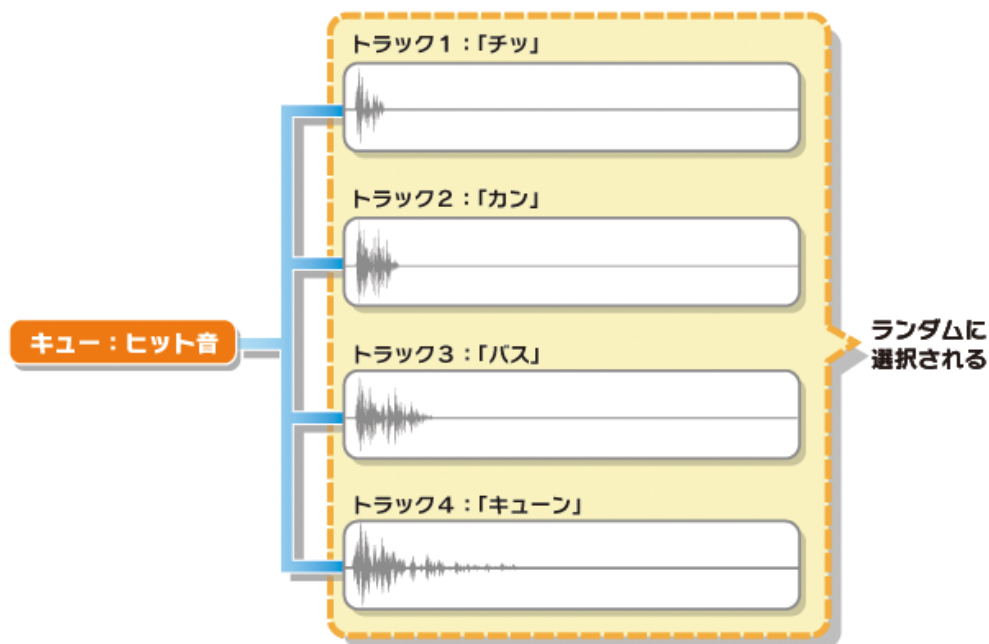 トラック1：「チッ」
トラック2：「カン」
キュー：ヒット音
トラック3：「バス」
トラック4：「キューン」
ランダムに
選択される